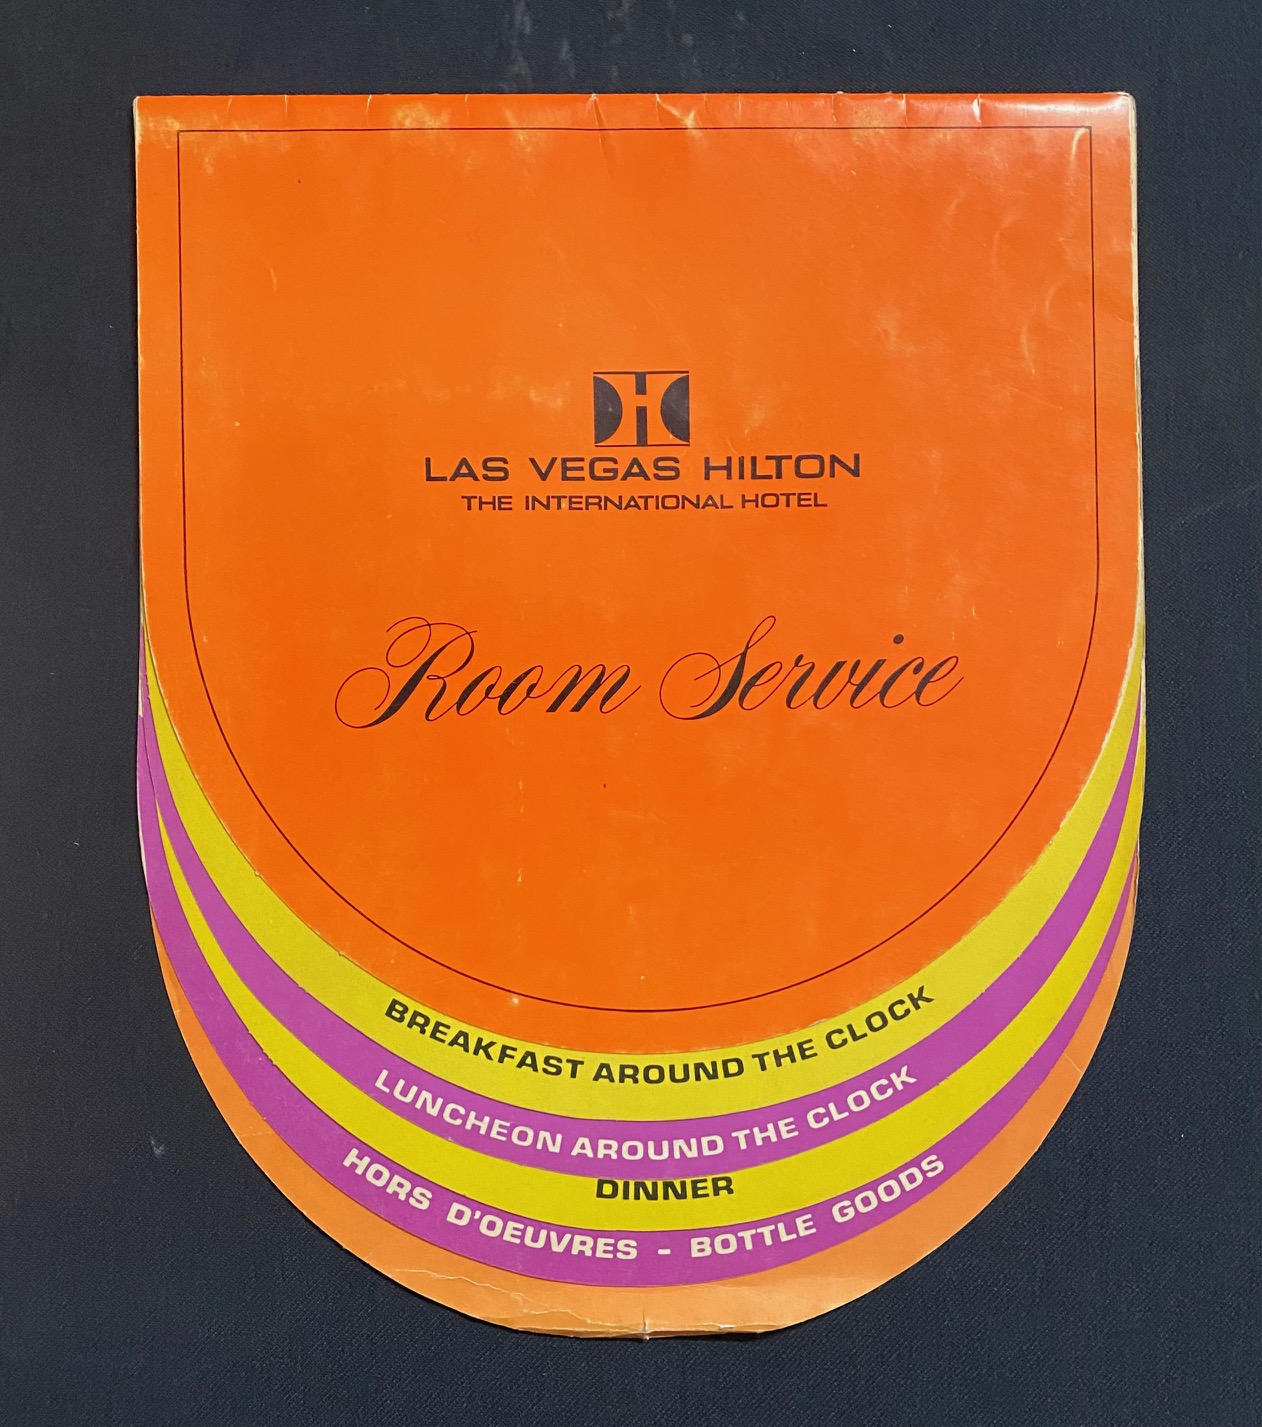 H
LAS VEGAS HILTON
THE INTERNATIONAL HOTEL
Room Service
BREAKFAST AROUND THE CLOCK
LUNCHEON AROUND THE CLOCK
DINNER
HORS D'OEUVRES - BOTTLE GOODS